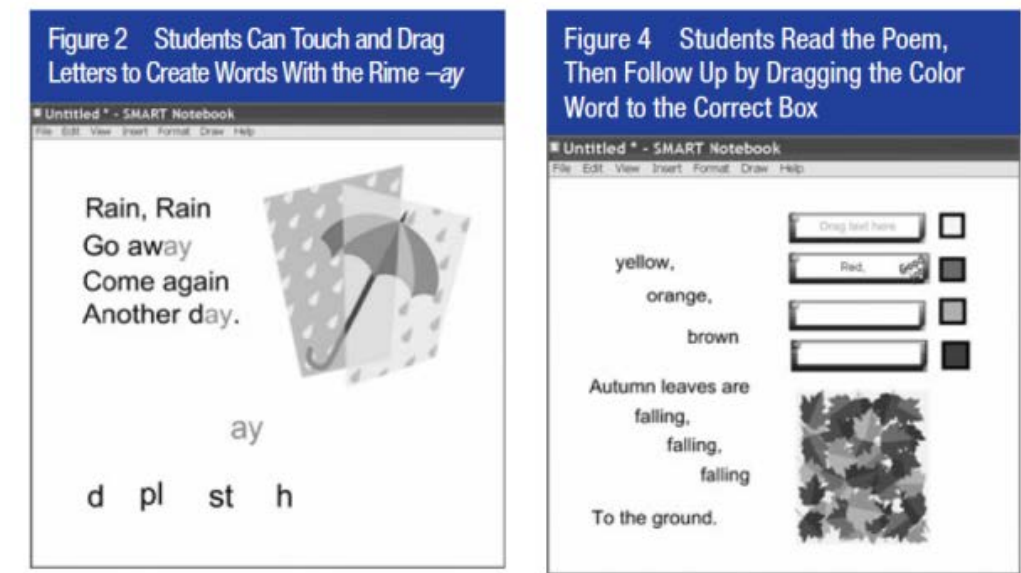 Figure 2 Students Can Touch and Drag
Letters to Create Words With the Rime –ay
Untitled * - SMART Notebook
File Edit View Insert Format Draw Help
Rain, Rain
Go away
Come again
Another day.
ay
d pl st h
Figure 4 Students Read the Poem,
Then Follow Up by Dragging the Color
Word to the Correct Box
Untitled * - SMART Notebook
File Edit View Insert Format Draw Help
Drag text here
Red,
yellow,
orange,
brown
Autumn leaves are
falling,
falling,
falling
To the ground.